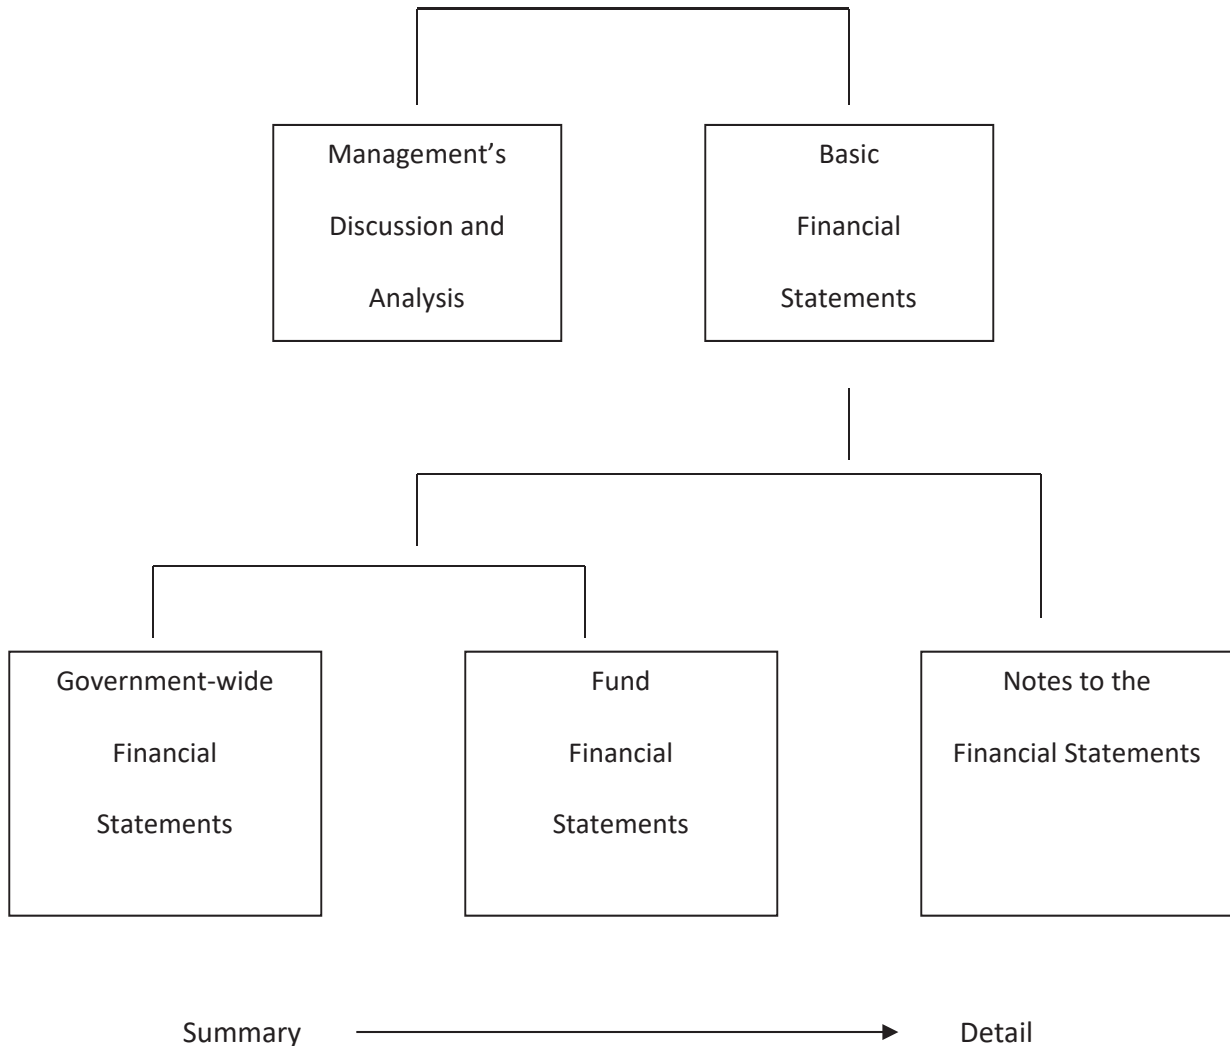 Management’s
Discussion and
Analysis
Basic
Financial
Statements
Government-wide
Financial
Statements
Fund
Financial
Statements
Notes to the
Financial Statements
Summary
Detail